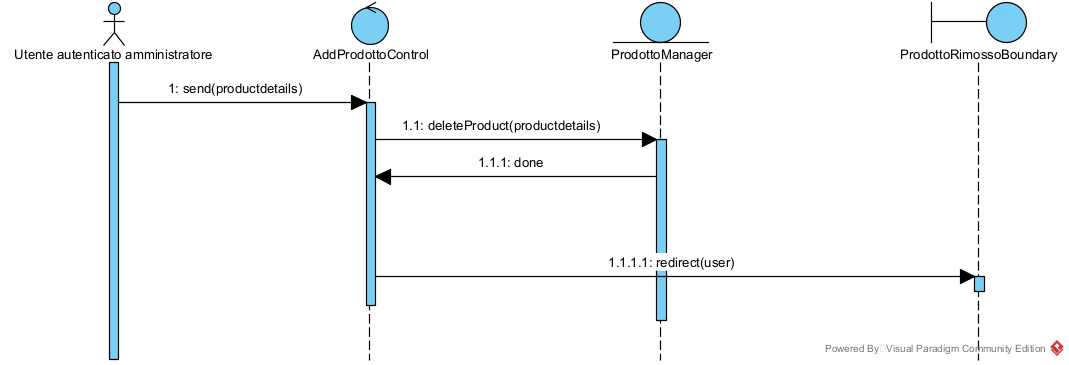 Utente autenticato amministratore
AddProdottoControl
ProdottoManager
ProdottoRimossoBoundary
1: send(productdetails)
1.1: deleteProduct(productdetails)
1.1.1: done
1.1.1.1: redirect(user)
Powered By Visual Paradigm Community Edition